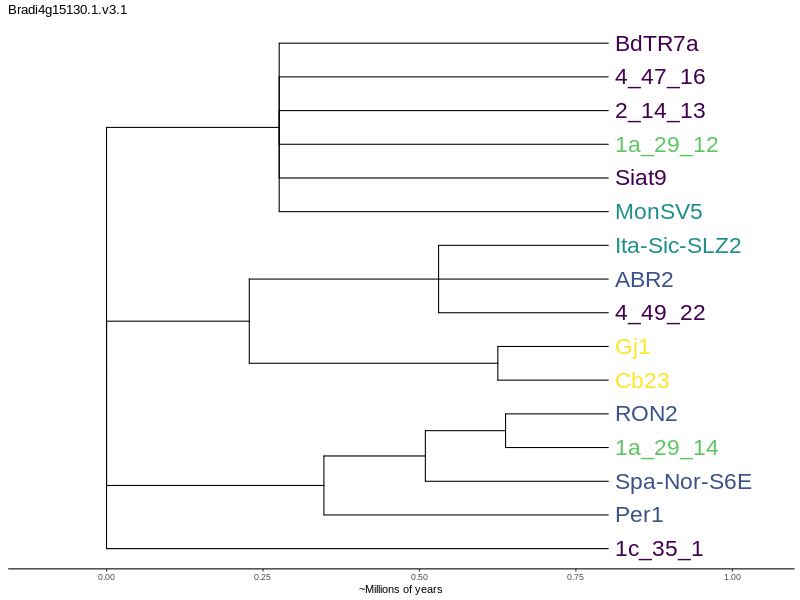 Bradi4g15130.1.v3.1
BdTR7a
4_47_16
2_14_13
1a_29_12
Siat9
MonSV5
Ita-Sic-SLZ2
ABR2
4_49_22
Gj1
Cb23
RON2
1a_29_14
Spa-Nor-S6E
Per1
1c_35_1
0.00 0.25 0.50 0.75 1.00
~Millions of years